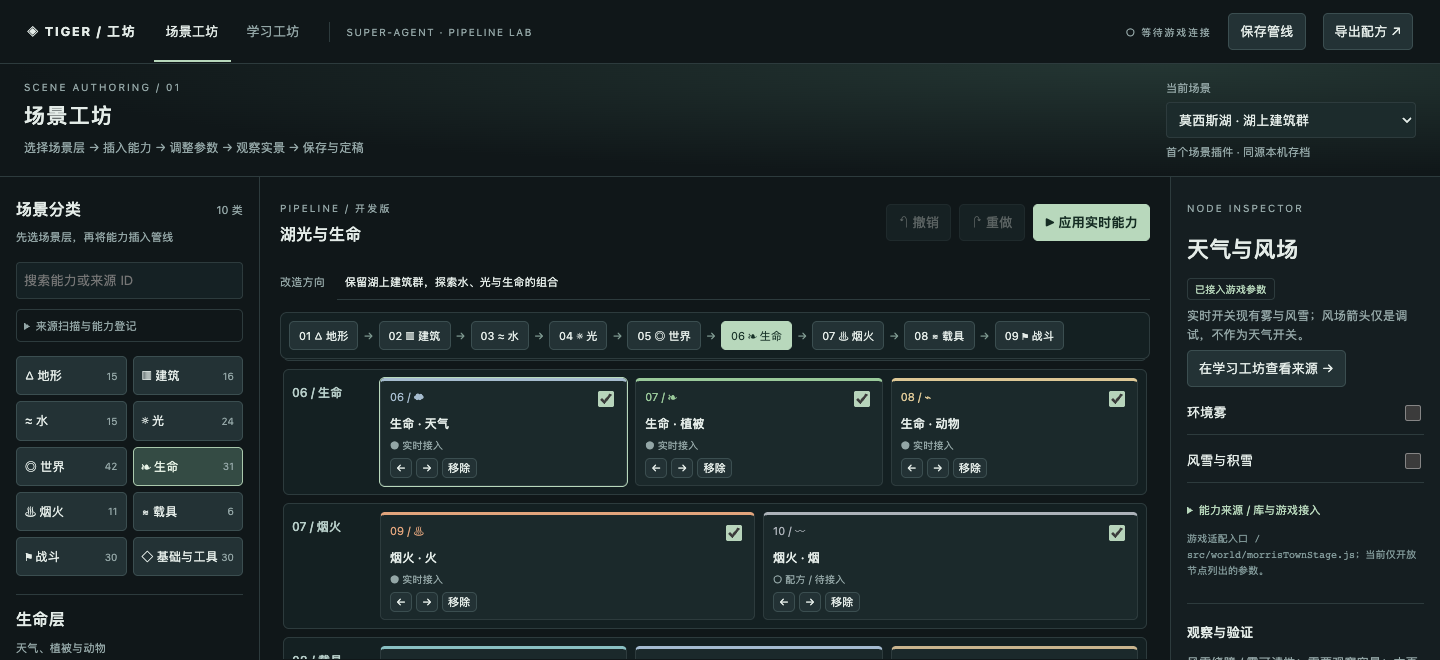 ◈ TIGER / 工坊
场景工坊
学习工坊
SUPER-AGENT · PIPELINE LAB
等待游戏连接
保存管线
导出配方 ↗
SCENE AUTHORING / 01
场景工坊
选择场景层 → 插入能力 → 调整参数 → 观察实景 → 保存与定稿
当前场景
莫西斯湖 · 湖上建筑群
首个场景插件 · 同源本机存档
场景分类
10 类
先选场景层，再将能力插入管线
搜索能力或来源 ID
来源扫描与能力登记
地形 15
建筑 16
≈ 水 15
光 24
◎ 世界 42
生命 31
♨ 烟火 11
载具 6
⚑ 战斗 30
◇ 基础与工具 30
生命层
天气、植被与动物
PIPELINE / 开发版
湖光与生命
撤销
重做
▶ 应用实时能力
改造方向
保留湖上建筑群，探索水、光与生命的组合
01 地形 → 02 建筑 → 03 ≈ 水 → 04 光 → 05 ◎ 世界 → 06 生命 → 07 ♨ 烟火 → 08 载具 → 09 ⚑ 战斗
06 / 生命
06 / ☁
生命 · 天气
● 实时接入
← → 移除
07 / ❧
生命 · 植被
● 实时接入
← → 移除
08 / ⌁
生命 · 动物
● 实时接入
← → 移除
07 / 烟火
09 / ♨
烟火 · 火
● 实时接入
← → 移除
10 / 〰
烟火 · 烟
○ 配方 / 待接入
← → 移除
NODE INSPECTOR
天气与风场
已接入游戏参数
实时开关现有雾与风雪；风场箭头仅是调
试，不作为天气开关。
在学习工坊查看来源 →
环境雾
风雪与积雪
▶ 能力来源 / 库与游戏接入
游戏适配入口 /
src/world/morrisTownStage.js；当前仅开放
节点列出的参数。
观察与验证